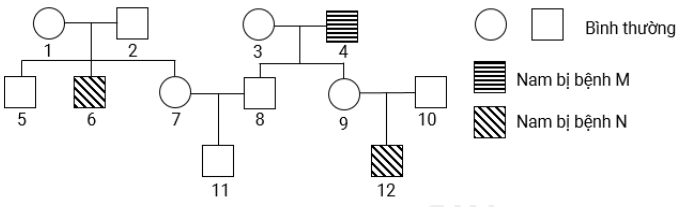 1 2 3 4
Bình thường
Nam bị bệnh M
Nam bị bệnh N
5 6 7 8 9 10
11 12